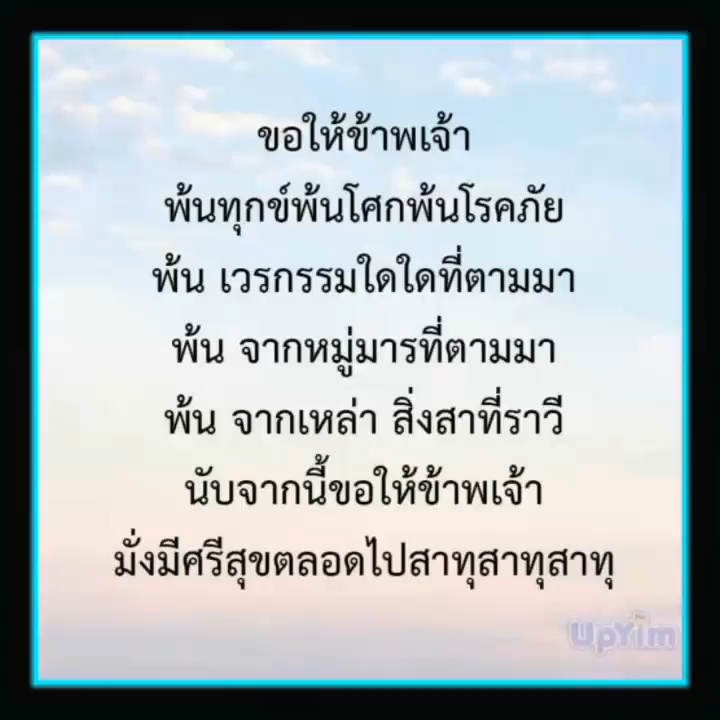 ขอให้ข้าพเจ้า
พ้นทุกข์พ้นโศกพ้นโรคภัย
พ้น เวรกรรมใดใดที่ตามมา
พ้น จากหมู่มารที่ตามมา
พ้น จากเหล่า สิ่งสาที่ราวี
นับจากนี้ขอให้ข้าพเจ้า
มั่งมีศรีสุขตลอดไปสาทุสาทุสาทุ
UpYim